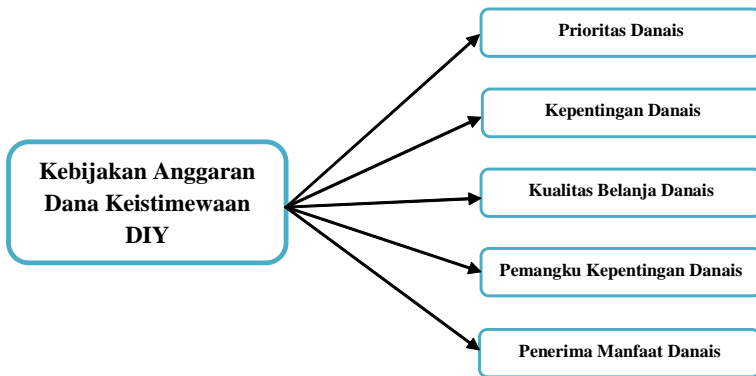 Prioritas Danais
Kepentingan Danais
Kebijakan Anggaran
Dana Keistimewaan
DIY
Kualitas Belanja Danais
Pemangku Kepentingan Danais
Penerima Manfaat Danais